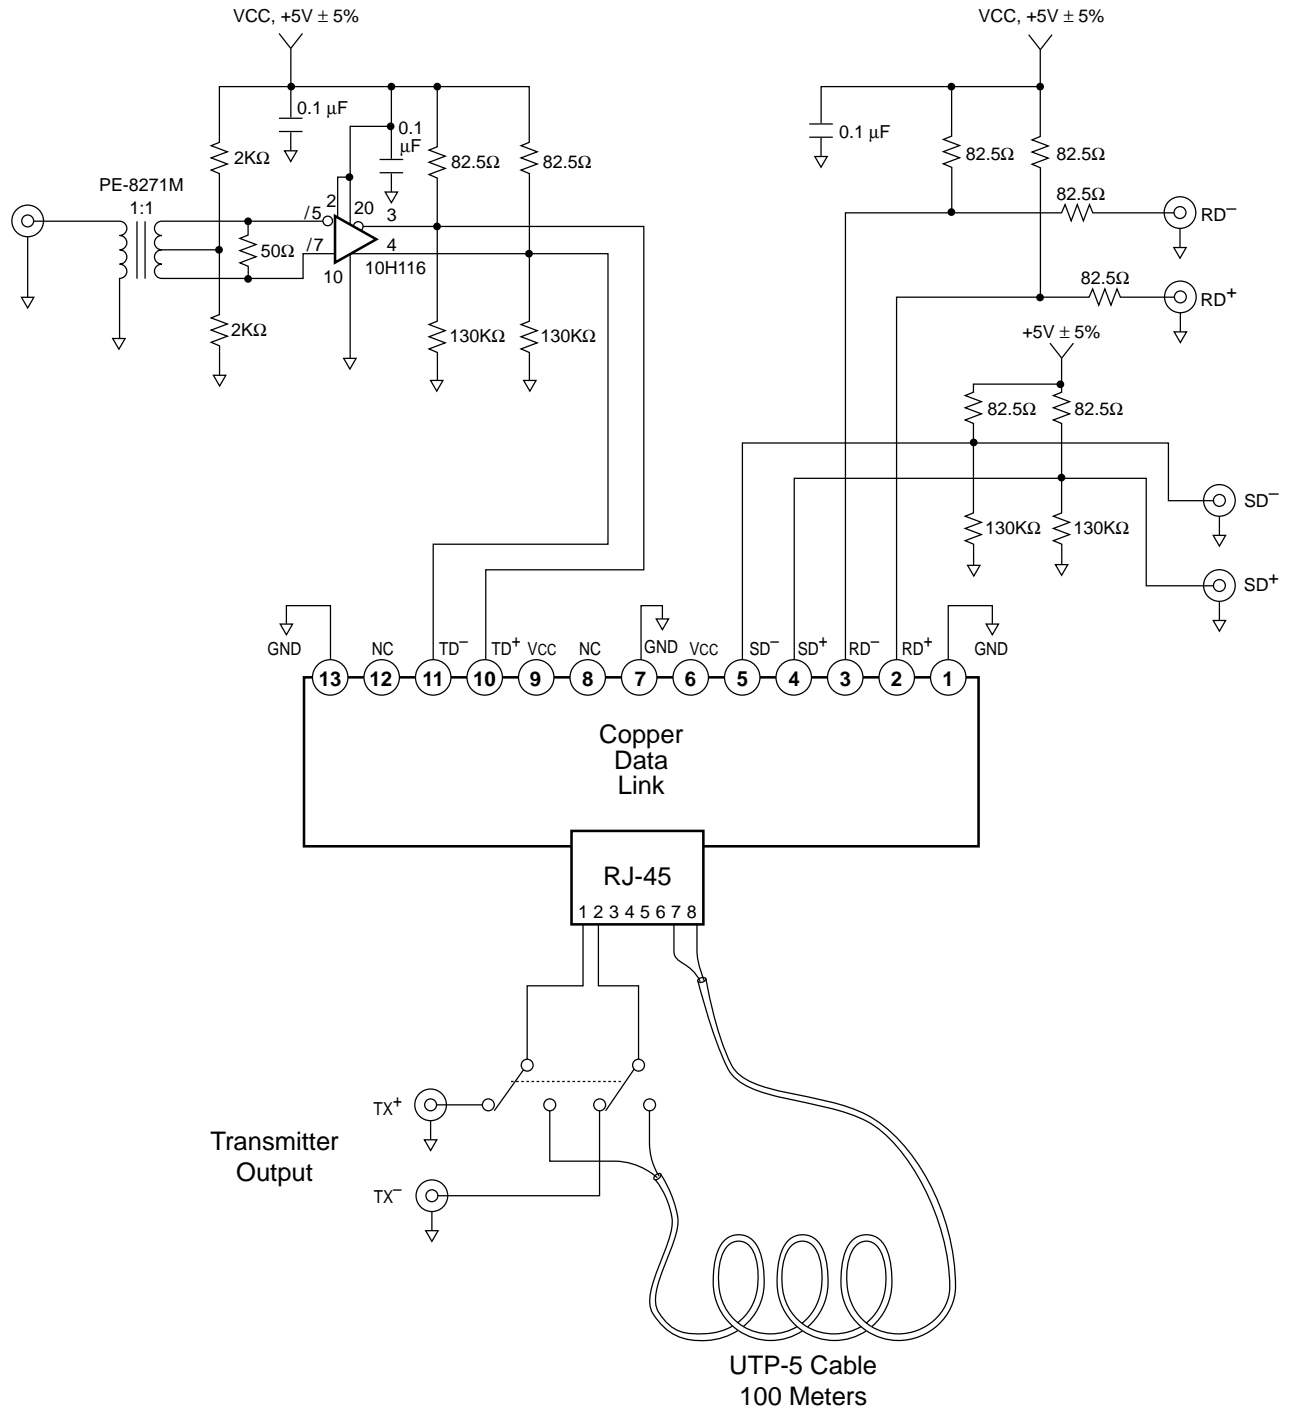 VCC, +5V ± 5%
VCC, +5V ± 5%
0.1 µF
0.1
µF
0.1 µF
2KΩ
82.5Ω
82.5Ω
82.5Ω
82.5Ω
PE-8271M
1:1
2
20
3
/5
82.5Ω
RD−
50Ω
/7
4
10
10H116
82.5Ω
RD+
2KΩ
130KΩ
130KΩ
+5V ± 5%
82.5Ω
82.5Ω
SD−
130KΩ
130KΩ
SD+
GND
NC
TD−
TD+
VCC
NC
GND
VCC
SD−
SD+
RD−
RD+
GND
13
12
11
10
9
8
7
6
5
4
3
2
1
Copper
Data
Link
RJ-45
1 2 3 4 5 6 7 8
TX+
Transmitter
Output
TX−
UTP-5 Cable
100 Meters